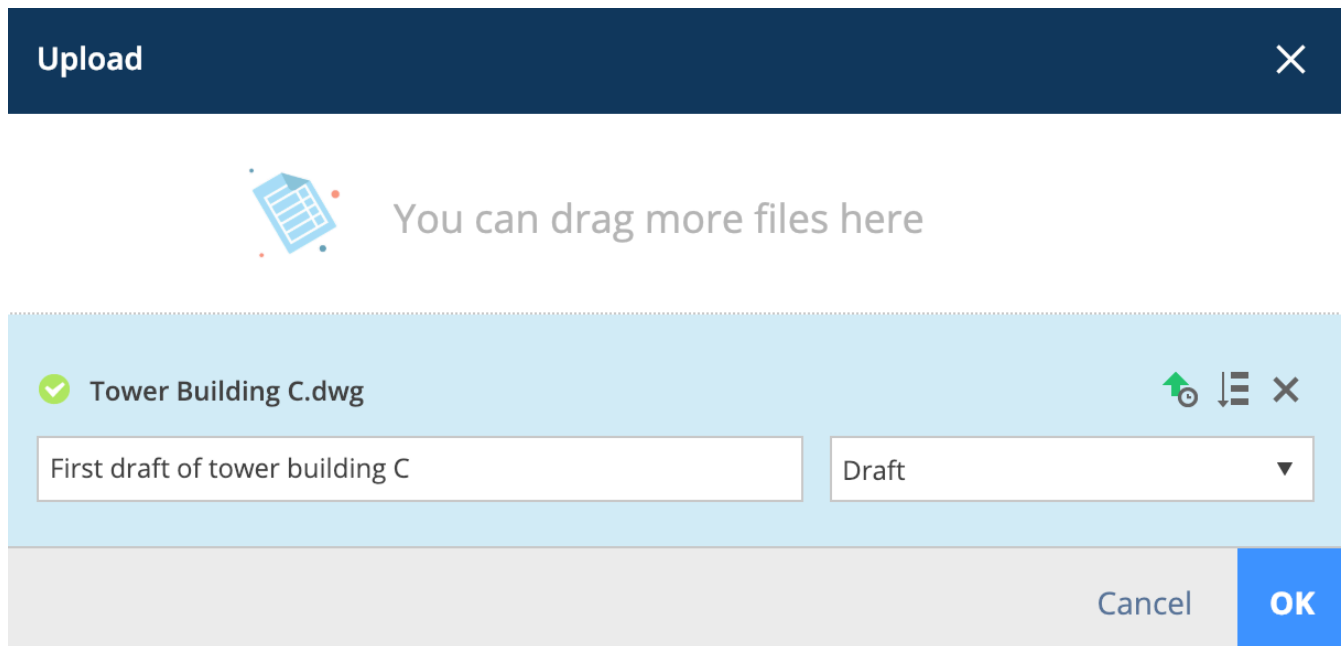 Upload
You can drag more files here
Tower Building C.dwg
First draft of tower building C
Draft
Cancel
OK